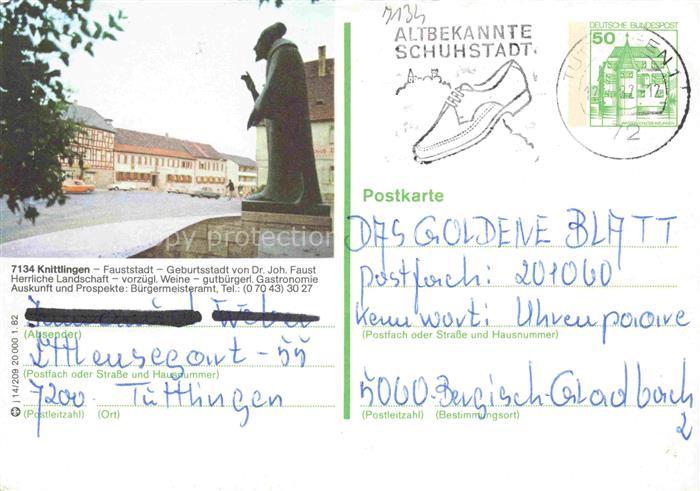 7134
ALTBEKANNTE
SCHUHSTADT
DEUTSCHE BUNDESPOST
50
72
Postkarte
7134 Knittlingen – Fauststadt – Geburtsstadt von Dr. Joh. Faust
Herrliche Landschaft – vorzügl. Weine – gutbürgerl. Gastronomie
Auskunft und Prospekte: Bürgermeisteramt, Tel.: (0 70 43) 30 27
(Absender)
55
(Postfach oder Straße und Hausnummer)
7200 Tuttlingen
(Postleitzahl) (Ort)
j 14/209 20 000 1.82
DAS GOLDENE BLATT
Postfach: 201060
Kennwort: Uhrenpaare
(Postfach oder Straße und Hausnummer)
5060 Bergisch-Gladbach
2
(Postleitzahl) (Bestimmungsort)